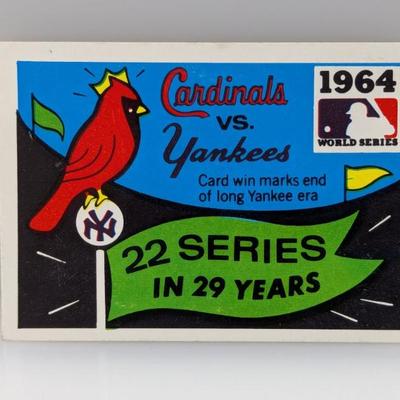 Cardinals
VS.
Yankees
Card win marks end
of long Yankee era
1964
WORLD SERIES
NY
22 SERIES
IN 29 YEARS